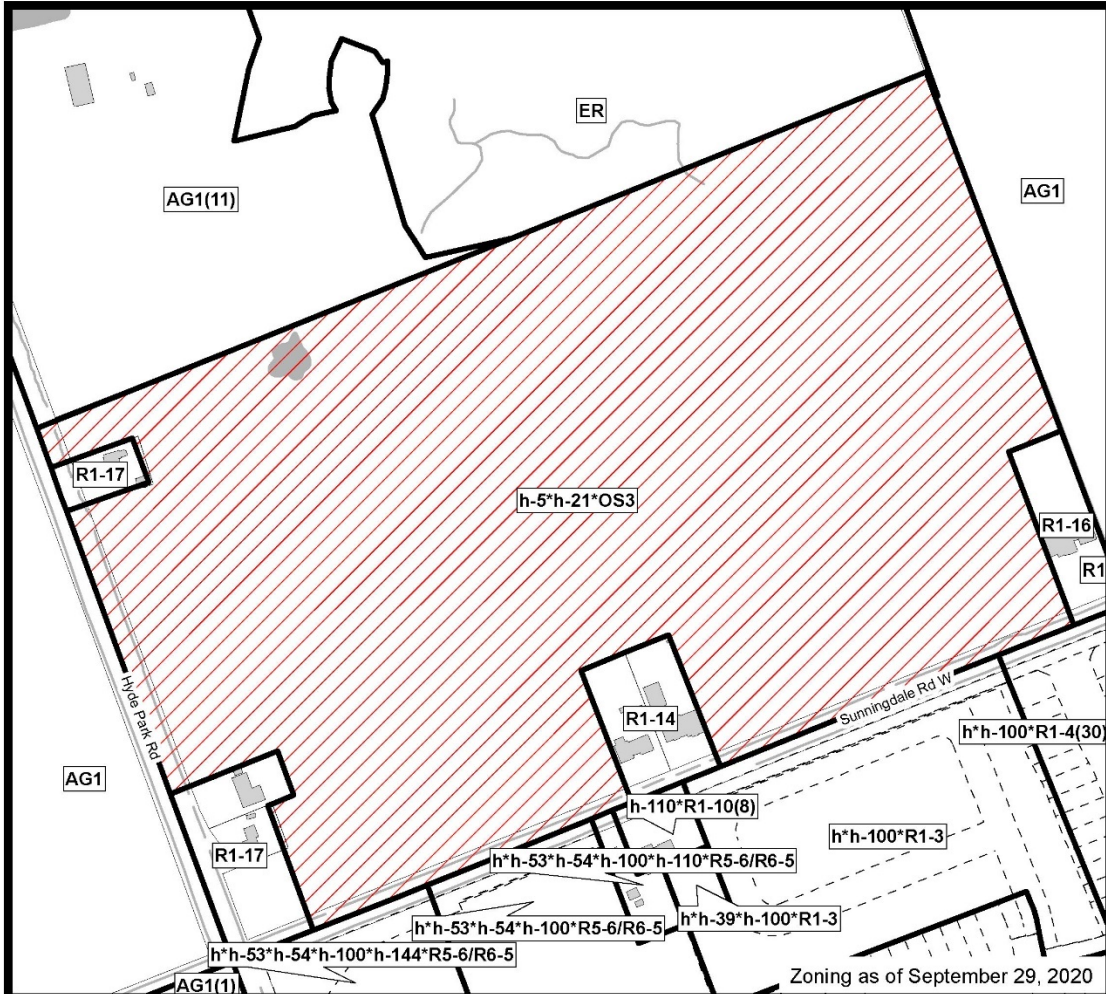 ER
AG1(11)
AG1
R1-17
h-5*h-21*OS3
R1-16
R1
Hyde Park Rd
R1-14
Sunningdale Rd W
h*h-100*R1-4(30)
AG1
h-110*R1-10(8)
h*h-100*R1-3
R1-17
h*h-53*h-54*h-100*h-110*R5-6/R6-5
h*h-39*h-100*R1-3
h*h-53*h-54*h-100*R5-6/R6-5
h*h-53*h-54*h-100*h-144*R5-6/R6-5
AG1(1)
Zoning as of September 29, 2020